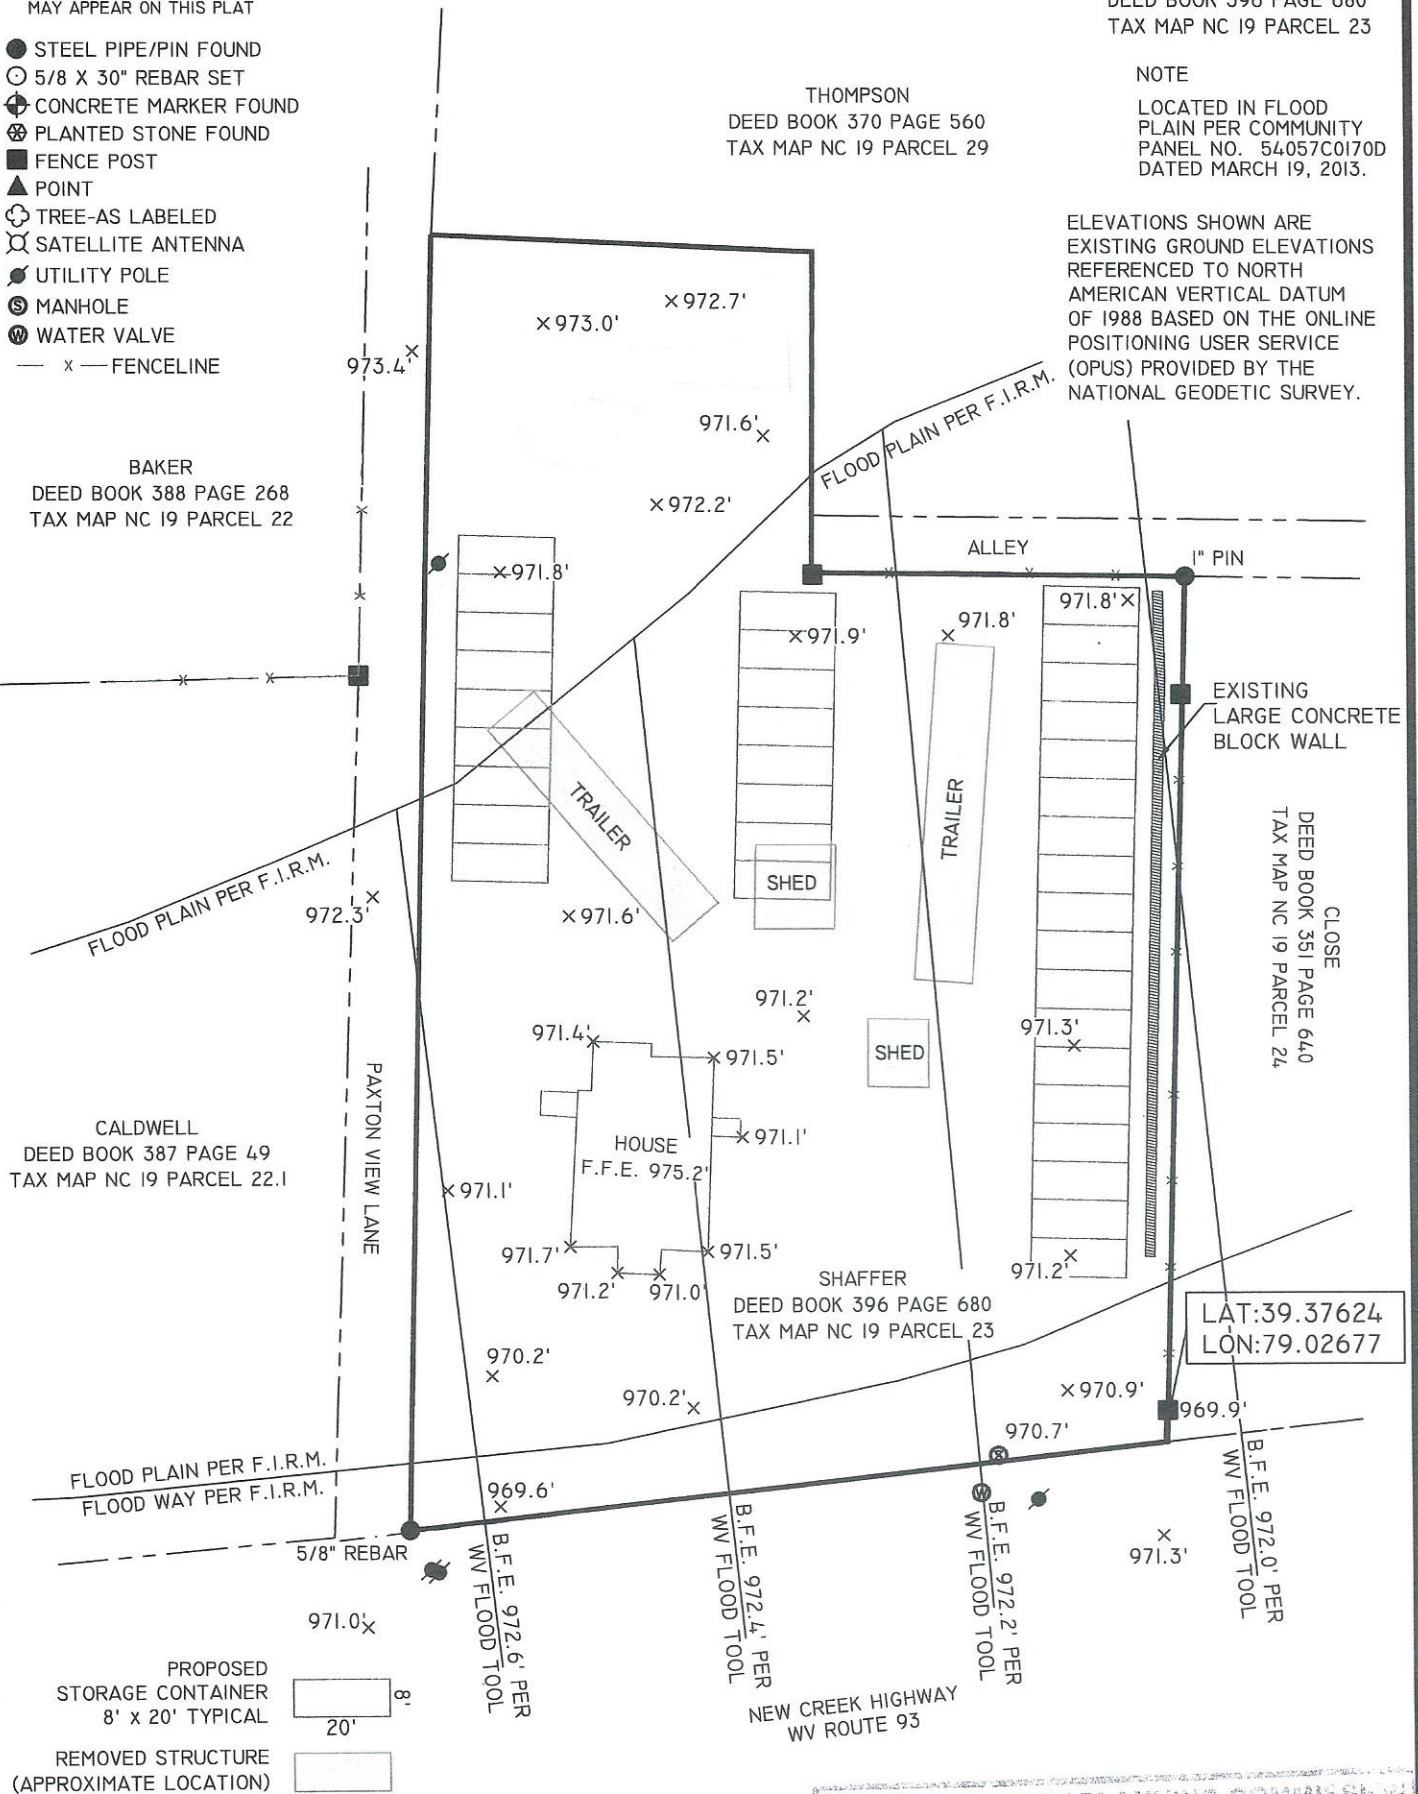 MAY APPEAR ON THIS PLAT
STEEL PIPE/PIN FOUND
5/8 X 30" REBAR SET
CONCRETE MARKER FOUND
PLANTED STONE FOUND
FENCE POST
POINT
TREE-AS LABELED
SATELLITE ANTENNA
UTILITY POLE
S MANHOLE
W WATER VALVE
x FENCELINE
DEED BOOK 396 PAGE 680
TAX MAP NC 19 PARCEL 23
NOTE
LOCATED IN FLOOD
PLAIN PER COMMUNITY
PANEL NO. 54057C0170D
DATED MARCH 19, 2013.
ELEVATIONS SHOWN ARE
EXISTING GROUND ELEVATIONS
REFERENCED TO NORTH
AMERICAN VERTICAL DATUM
OF 1988 BASED ON THE ONLINE
POSITIONING USER SERVICE
(OPUS) PROVIDED BY THE
NATIONAL GEODETIC SURVEY.
THOMPSON
DEED BOOK 370 PAGE 560
TAX MAP NC 19 PARCEL 29
972.7'
973.0'
973.4'
971.6'
972.2'
FLOOD PLAIN PER F.I.R.M.
BAKER
DEED BOOK 388 PAGE 268
TAX MAP NC 19 PARCEL 22
ALLEY
1" PIN
971.8'
971.9'
971.8'
971.8'
EXISTING
LARGE CONCRETE
BLOCK WALL
TRAILER
TRAILER
SHED
FLOOD PLAIN PER F.I.R.M.
972.3'
971.6'
CLOSE
DEED BOOK 351 PAGE 640
TAX MAP NC 19 PARCEL 24
971.2'
971.3'
971.4'
971.5'
SHED
HOUSE
F.F.E. 975.2'
971.1'
PAXTON VIEW LANE
CALDWELL
DEED BOOK 387 PAGE 49
TAX MAP NC 19 PARCEL 22.1
971.1'
971.7'
971.5'
971.2'
971.0'
971.2'
SHAFFER
DEED BOOK 396 PAGE 680
TAX MAP NC 19 PARCEL 23
LAT:39.37624
LON:79.02677
970.2'
970.2'
970.9'
969.9'
970.7'
FLOOD PLAIN PER F.I.R.M.
FLOOD WAY PER F.I.R.M.
969.6'
W
5/8" REBAR
971.3'
971.0'
B.F.E. 972.6' PER
WV FLOOD TOOL
B.F.E. 972.4' PER
WV FLOOD TOOL
B.F.E. 972.2' PER
WV FLOOD TOOL
B.F.E. 972.0' PER
WV FLOOD TOOL
NEW CREEK HIGHWAY
WV ROUTE 93
PROPOSED
STORAGE CONTAINER
8' X 20' TYPICAL
8'
20'
REMOVED STRUCTURE
(APPROXIMATE LOCATION)